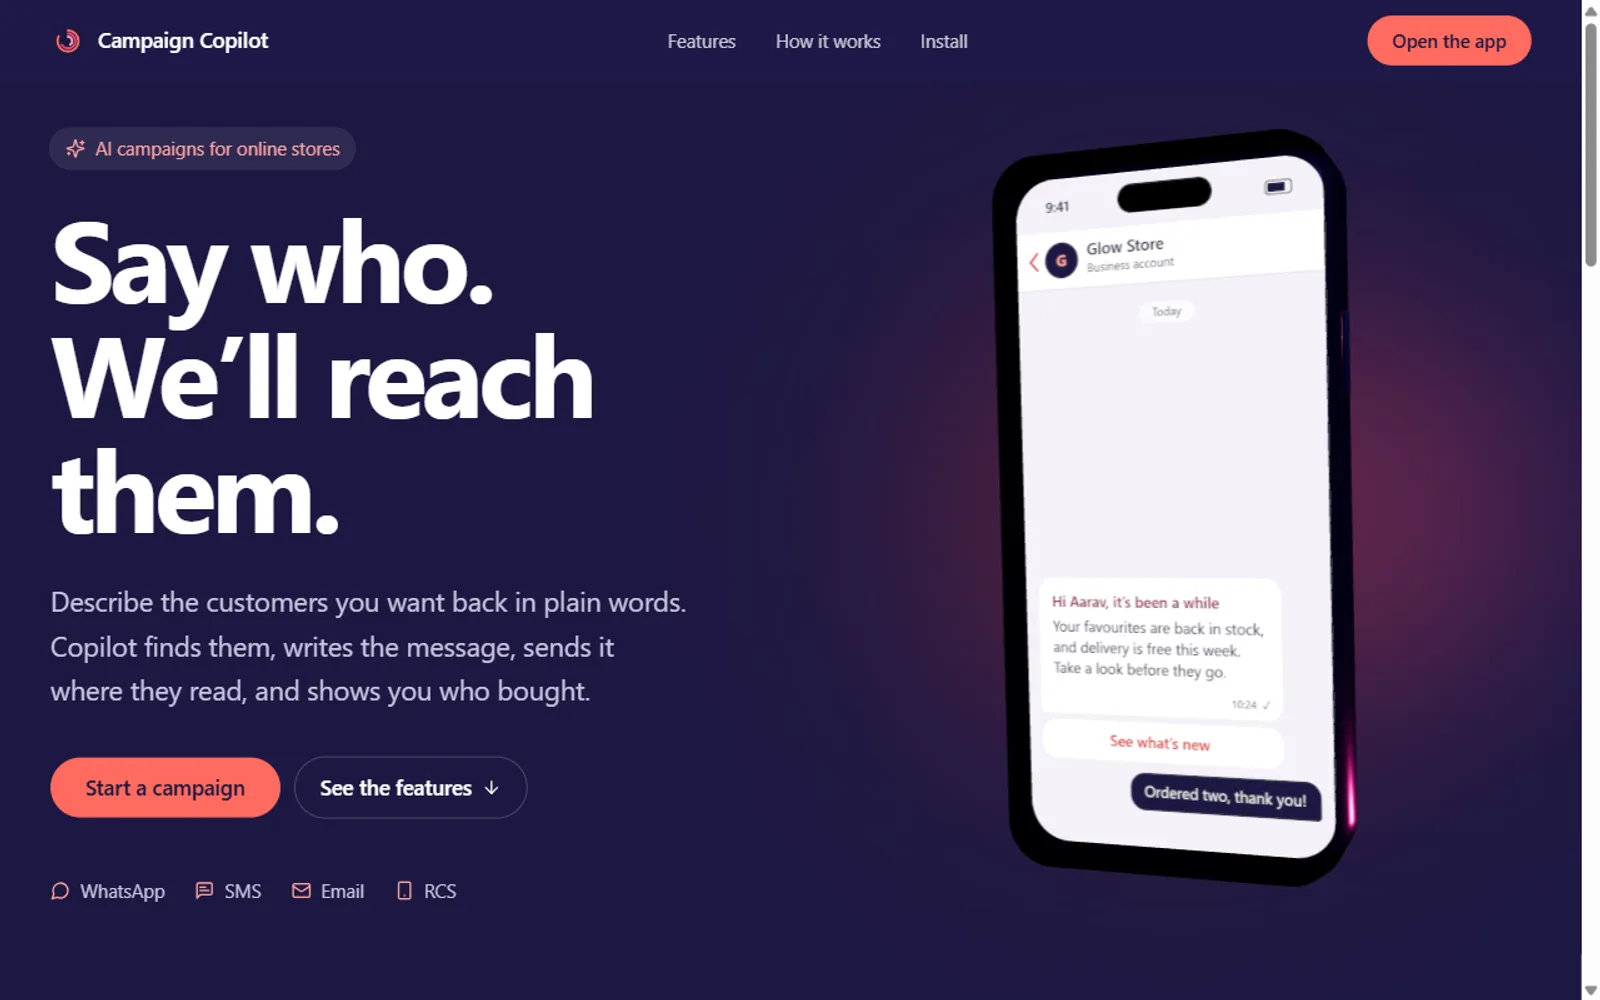 Campaign Copilot
Features
How it works
Install
Open the app
AI campaigns for online stores
Say who.
We’ll reach
them.
Describe the customers you want back in plain words.
Copilot finds them, writes the message, sends it
where they read, and shows you who bought.
Start a campaign
See the features ↓
WhatsApp
SMS
Email
RCS
9:41
G
Glow Store
Business account
Today
Hi Aarav, it’s been a while
Your favourites are back in stock,
and delivery is free this week.
Take a look before they go.
10:24 ✓
See what’s new
Ordered two, thank you!